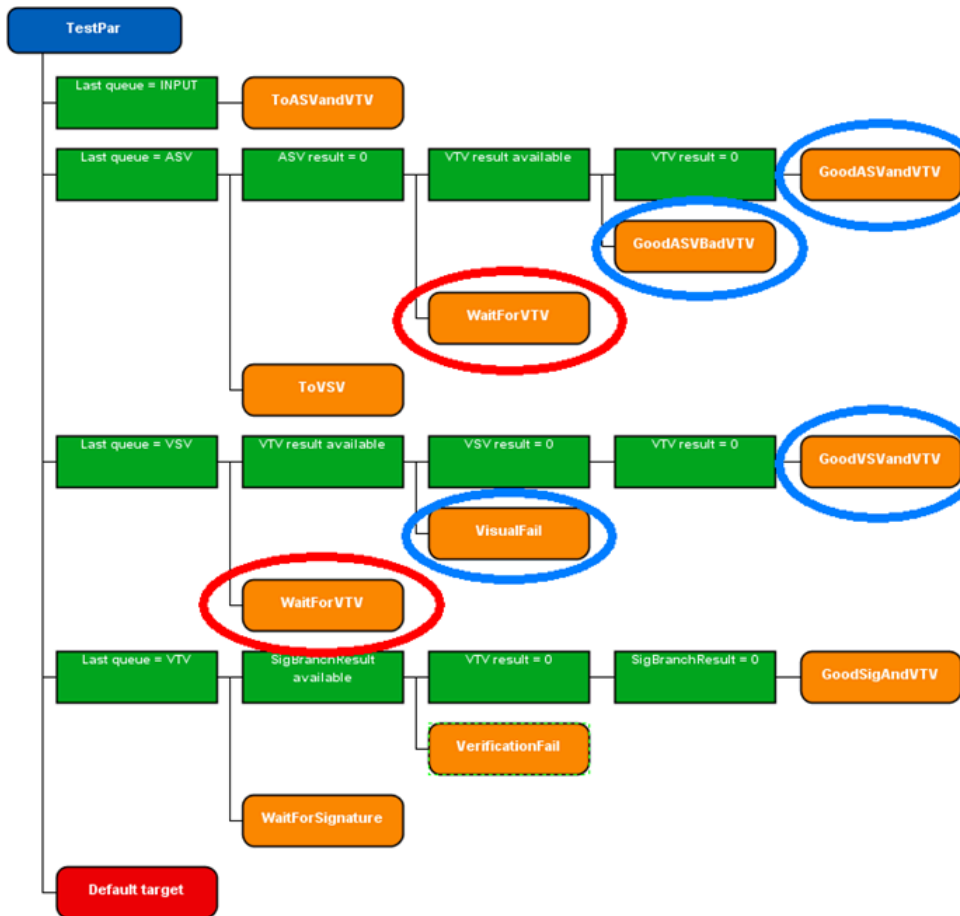 TestPar
Last queue = INPUT
ToASVandVTV
Last queue = ASV
ASV result = 0
VTV result available
VTV result = 0
GoodASVandVTV
GoodASVBadVTV
WaitForVTV
ToVSV
Last queue = VSV
VTV result available
VSV result = 0
VTV result = 0
GoodVSVandVTV
VisualFail
WaitForVTV
Last queue = VTV
SigBranchResult
available
VTV result = 0
SigBranchResult = 0
GoodSigAndVTV
VerificationFail
WaitForSignature
Default target